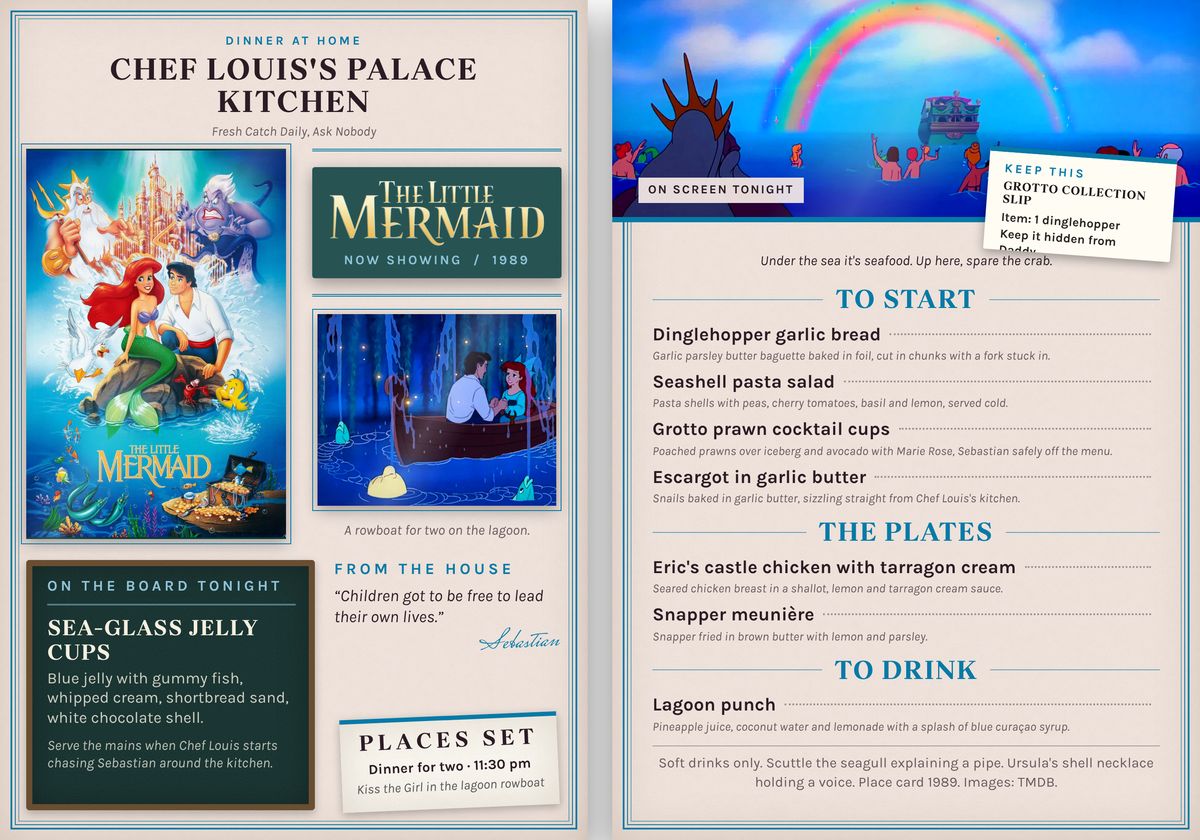 DINNER AT HOME
CHEF LOUIS'S PALACE
KITCHEN
Fresh Catch Daily, Ask Nobody
THE LITTLE
MERMAID
THE LITTLE
MERMAID
NOW SHOWING / 1989
A rowboat for two on the lagoon.
ON THE BOARD TONIGHT
SEA-GLASS JELLY
CUPS
Blue jelly with gummy fish,
whipped cream, shortbread sand,
white chocolate shell.
Serve the mains when Chef Louis starts
chasing Sebastian around the kitchen.
FROM THE HOUSE
“Children got to be free to lead
their own lives.”
Sebastian
PLACES SET
Dinner for two · 11:30 pm
Kiss the Girl in the lagoon rowboat
ON SCREEN TONIGHT
KEEP THIS
GROTTO COLLECTION
SLIP
Item: 1 dinglehopper
Keep it hidden from
Daddy
Under the sea it's seafood. Up here, spare the crab.
TO START
Dinglehopper garlic bread
Garlic parsley butter baguette baked in foil, cut in chunks with a fork stuck in.
Seashell pasta salad
Pasta shells with peas, cherry tomatoes, basil and lemon, served cold.
Grotto prawn cocktail cups
Poached prawns over iceberg and avocado with Marie Rose, Sebastian safely off the menu.
Escargot in garlic butter
Snails baked in garlic butter, sizzling straight from Chef Louis's kitchen.
THE PLATES
Eric's castle chicken with tarragon cream
Seared chicken breast in a shallot, lemon and tarragon cream sauce.
Snapper meunière
Snapper fried in brown butter with lemon and parsley.
TO DRINK
Lagoon punch
Pineapple juice, coconut water and lemonade with a splash of blue curaçao syrup.
Soft drinks only. Scuttle the seagull explaining a pipe. Ursula's shell necklace
holding a voice. Place card 1989. Images: TMDB.